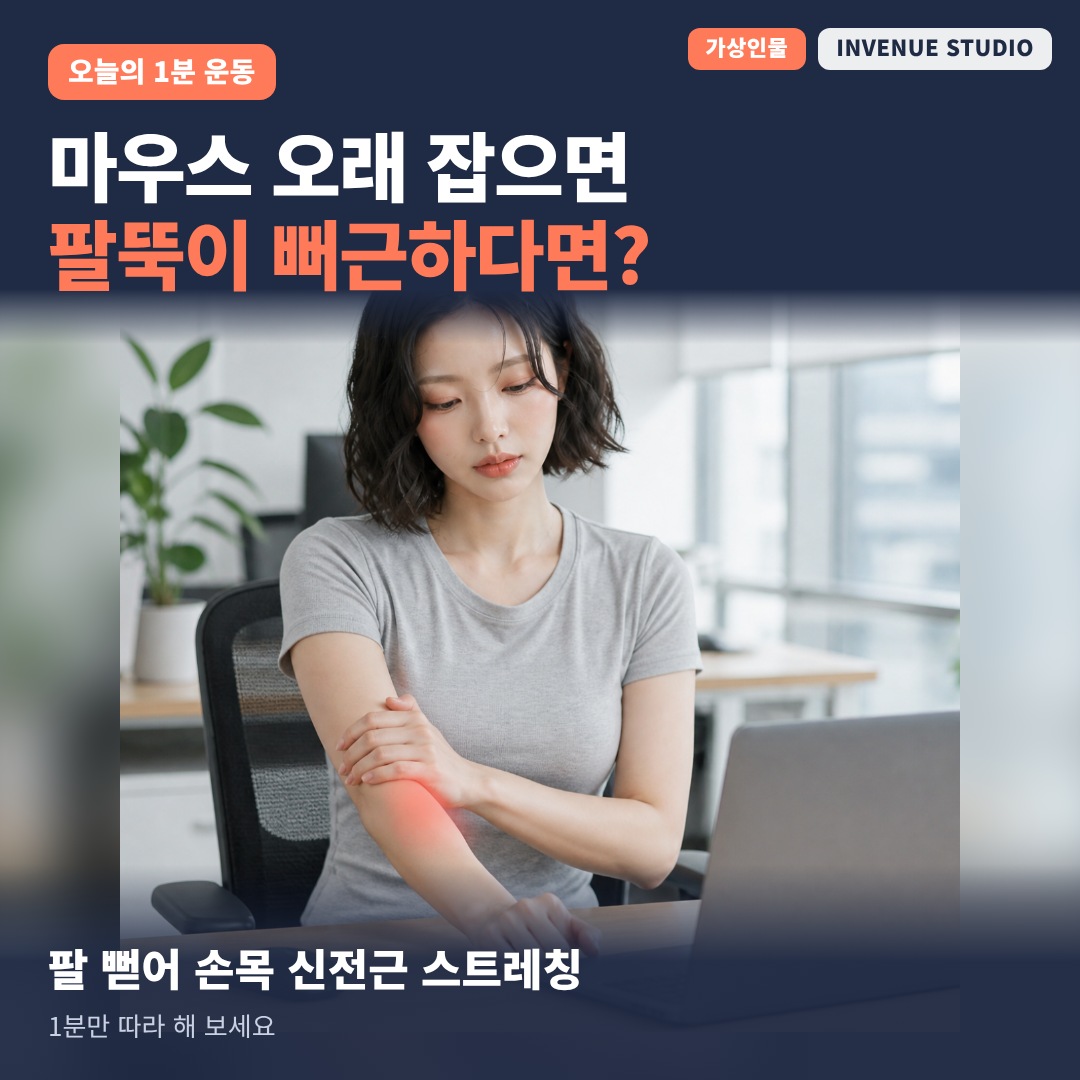 가상인물
INVENUE STUDIO
오늘의 1분 운동
마우스 오래 잡으면
팔뚝이 뻐근하다면?
팔 뻗어 손목 신전근 스트레칭
1분만 따라 해 보세요